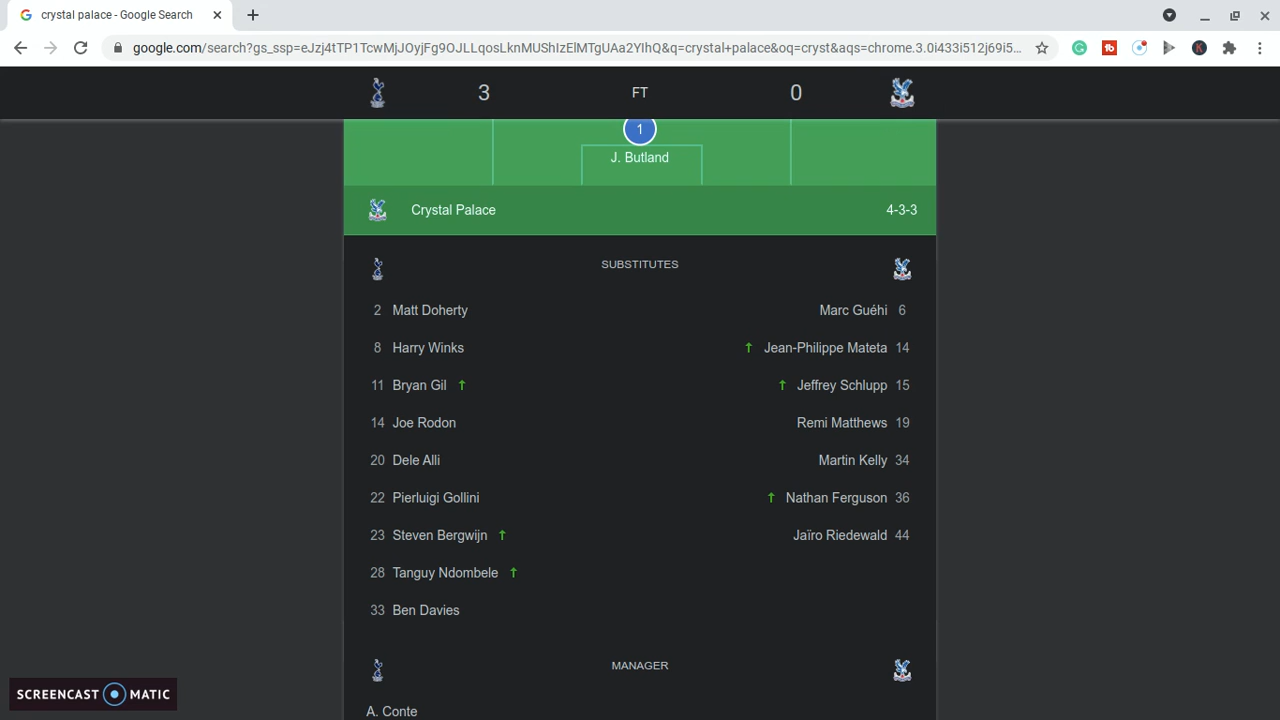 crystal palace - Google Search
google.com/search?gs_ssp=eJzj4tTP1TcwMjJOyjFg9OJLLqosLknMUShIzElMTgUAa2YIhQ&q=crystal+palace&oq=cryst&aqs=chrome.3.0i433i512j69i5...
3 FT 0
1
J. Butland
Crystal Palace 4-3-3
SUBSTITUTES
2 Matt Doherty Marc Guéhi 6
8 Harry Winks ↑ Jean-Philippe Mateta 14
11 Bryan Gil ↑ ↑ Jeffrey Schlupp 15
14 Joe Rodon Remi Matthews 19
20 Dele Alli Martin Kelly 34
22 Pierluigi Gollini ↑ Nathan Ferguson 36
23 Steven Bergwijn ↑ Jaïro Riedewald 44
28 Tanguy Ndombele ↑
33 Ben Davies
MANAGER
A. Conte
SCREENCAST MATIC